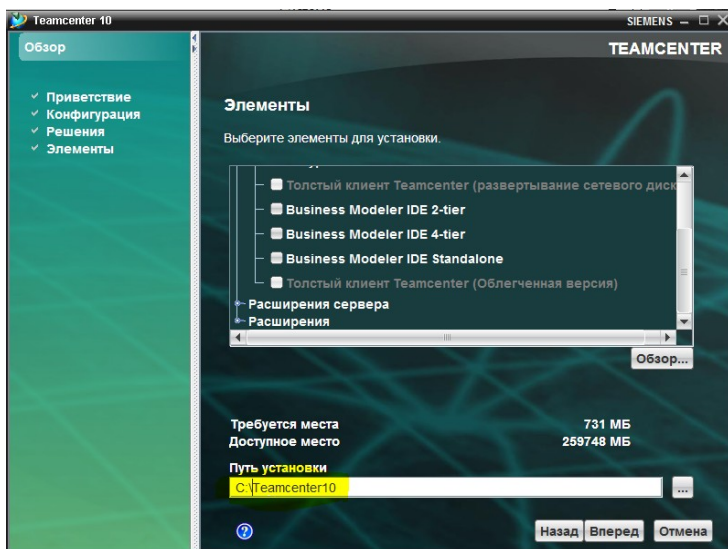 Teamcenter 10
SIEMENS
Обзор
TEAMCENTER
Приветствие
Конфигурация
Решения
Элементы
Элементы
Выберите элементы для установки.
Толстый клиент Teamcenter (развертывание сетевого диск
Business Modeler IDE 2-tier
Business Modeler IDE 4-tier
Business Modeler IDE Standalone
Толстый клиент Teamcenter (Облегченная версия)
Расширения сервера
Расширения
Обзор...
Требуется места 731 МБ
Доступное место 259748 МБ
Путь установки
C:\Teamcenter10
...
? Назад Вперед Отмена